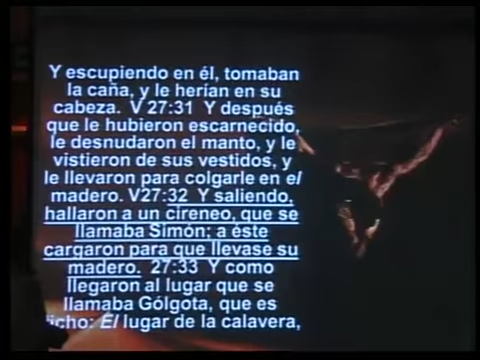 Y escupiendo en él, tomaban
la caña, y le herían en su
cabeza. V 27:31 Y después
que le hubieron escarnecido,
le desnudaron el manto, y le
vistieron de sus vestidos, y
le llevaron para colgarle en el
madero. V27:32 Y saliendo,
hallaron a un cireneo, que se
llamaba Simón; a éste
cargaron para que llevase su
madero. 27:33 Y como
llegaron al lugar que se
llamaba Gólgota, que es
dicho: El lugar de la calavera,